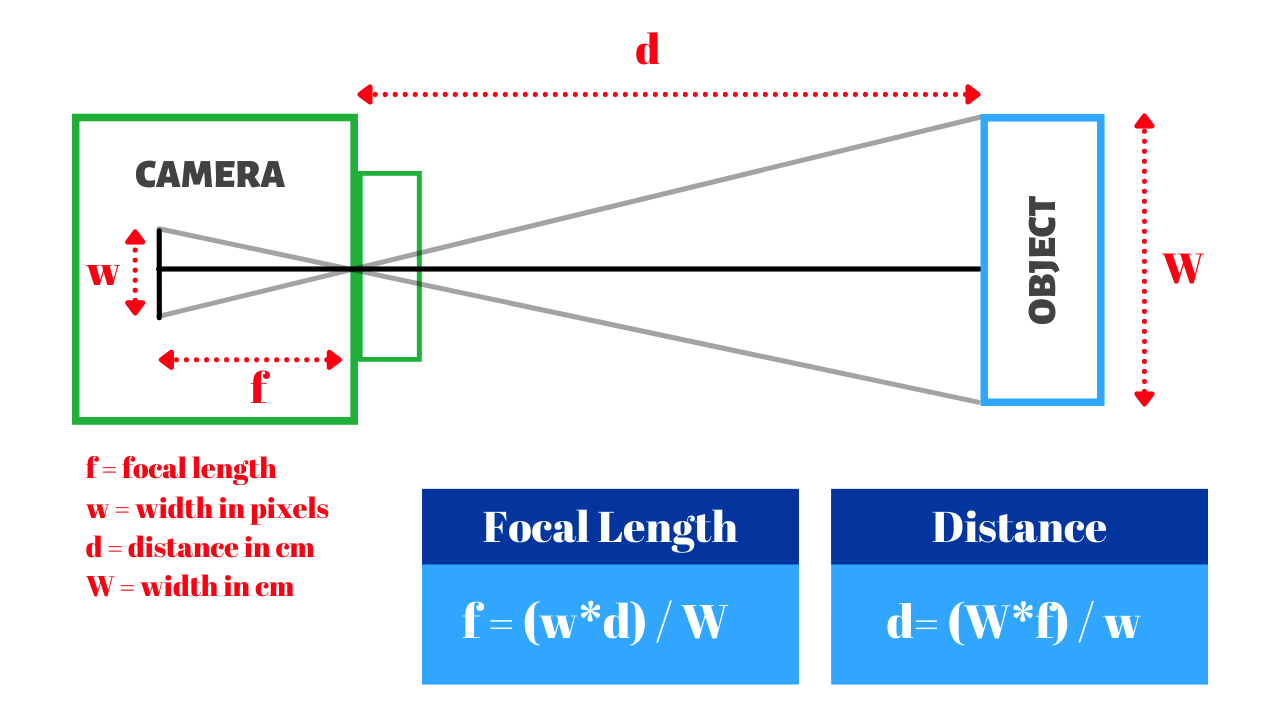 d
CAMERA
OBJECT
w
W
f
f = focal length
w = width in pixels
d = distance in cm
W = width in cm
Focal Length
f = (w*d) / W
Distance
d= (W*f) / w